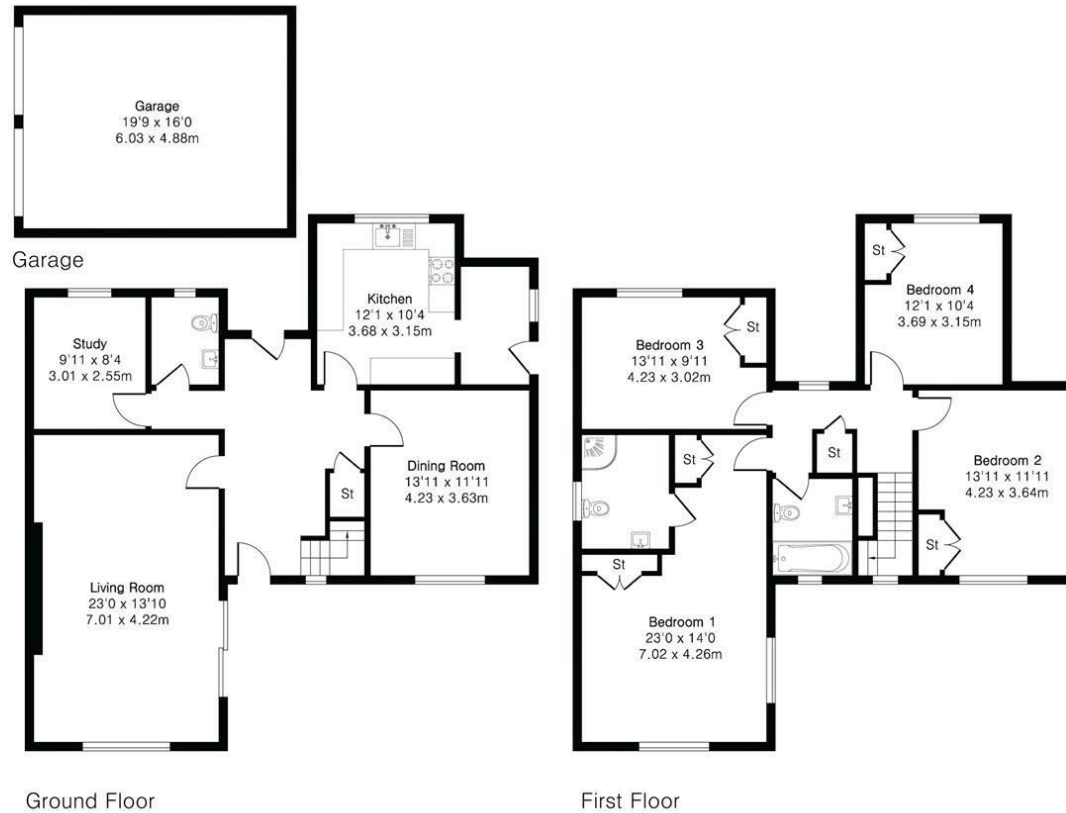 Garage
19'9 x 16'0
6.03 x 4.88m
Garage
Kitchen
12'1 x 10'4
3.68 x 3.15m
Study
9'11 x 8'4
3.01 x 2.55m
Dining Room
13'11 x 11'11
4.23 x 3.63m
St
Living Room
23'0 x 13'10
7.01 x 4.22m
Ground Floor
St
Bedroom 4
12'1 x 10'4
3.69 x 3.15m
Bedroom 3
13'11 x 9'11
4.23 x 3.02m
St
St
St
Bedroom 2
13'11 x 11'11
4.23 x 3.64m
St
St
Bedroom 1
23'0 x 14'0
7.02 x 4.26m
First Floor